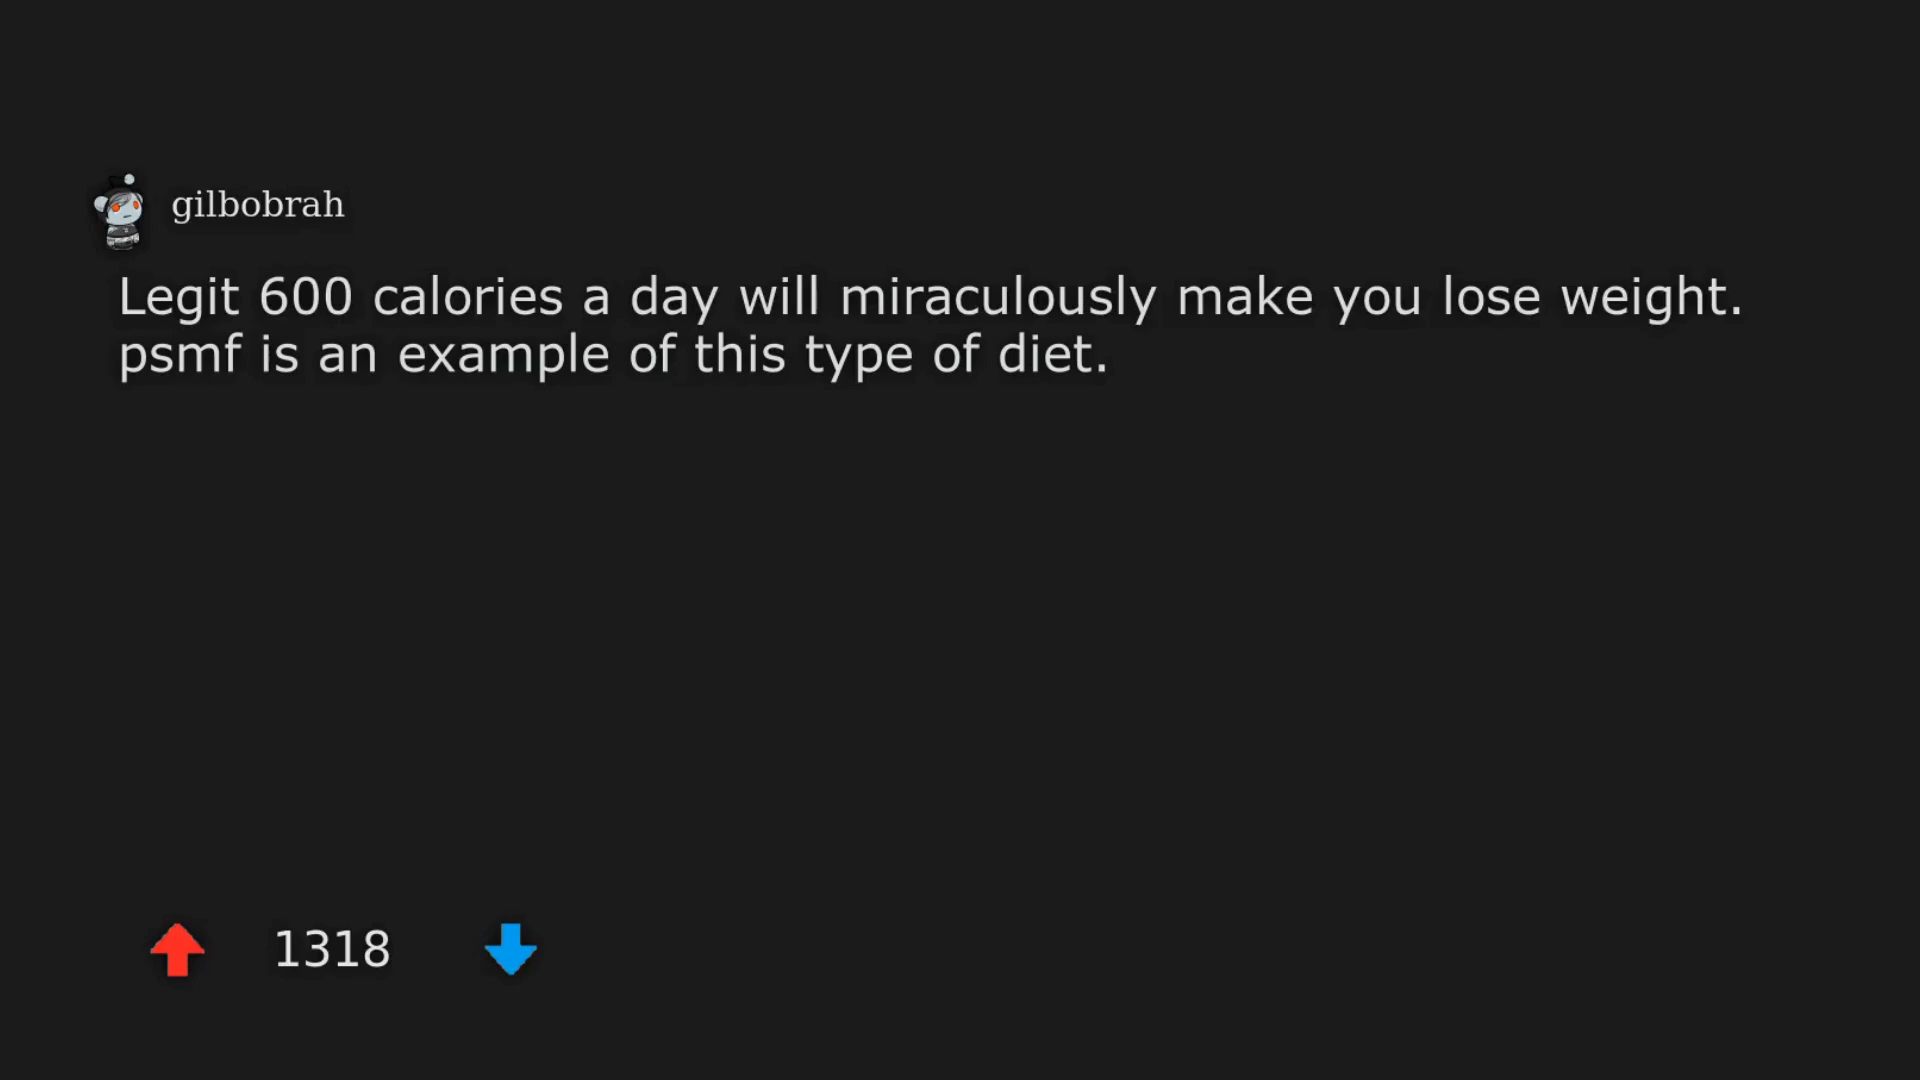 gilbobrah
Legit 600 calories a day will miraculously make you lose weight.
psmf is an example of this type of diet.
1318